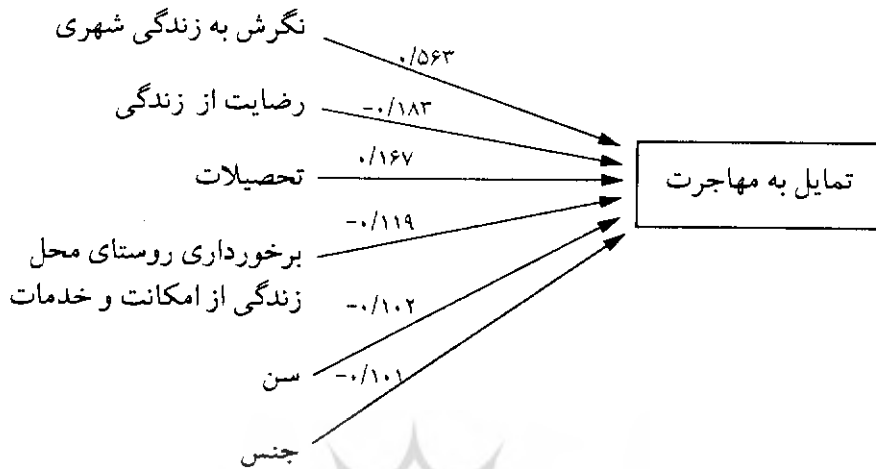 نگرش به زندگی شهری
۰/۵۶۳
رضایت از زندگی
-۰/۱۸۳
تحصیلات
۰/۱۶۷
تمایل به مهاجرت
برخورداری روستای محل
زندگی از امکانت و خدمات
-۰/۱۱۹
سن
-۰/۱۰۲
جنس
-۰/۱۰۱